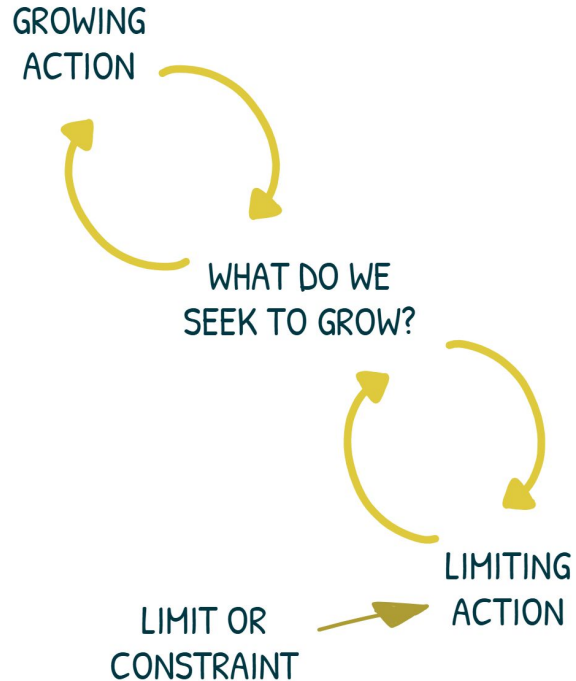 GROWING
ACTION
WHAT DO WE
SEEK TO GROW?
LIMITING
ACTION
LIMIT OR
CONSTRAINT